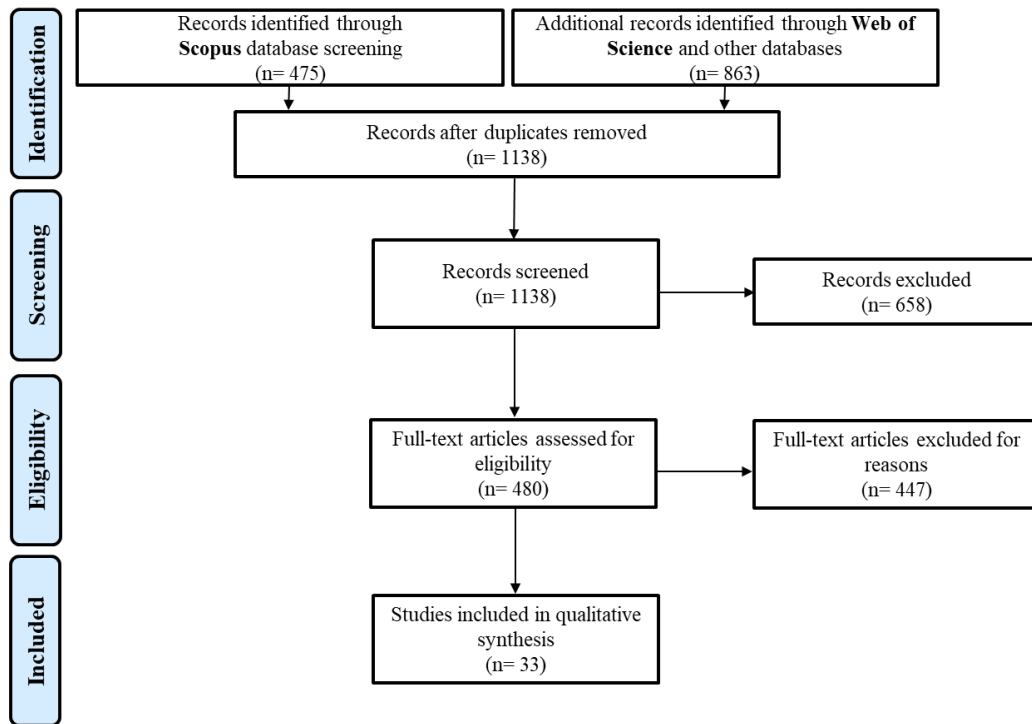 Identification
Records identified through
Scopus database screening
(n= 475)
Additional records identified through Web of
Science and other databases
(n= 863)
Records after duplicates removed
(n= 1138)
Screening
Records screened
(n= 1138)
Records excluded
(n= 658)
Eligibility
Full-text articles assessed for
eligibility
(n= 480)
Full-text articles excluded for
reasons
(n= 447)
Included
Studies included in qualitative
synthesis
(n= 33)